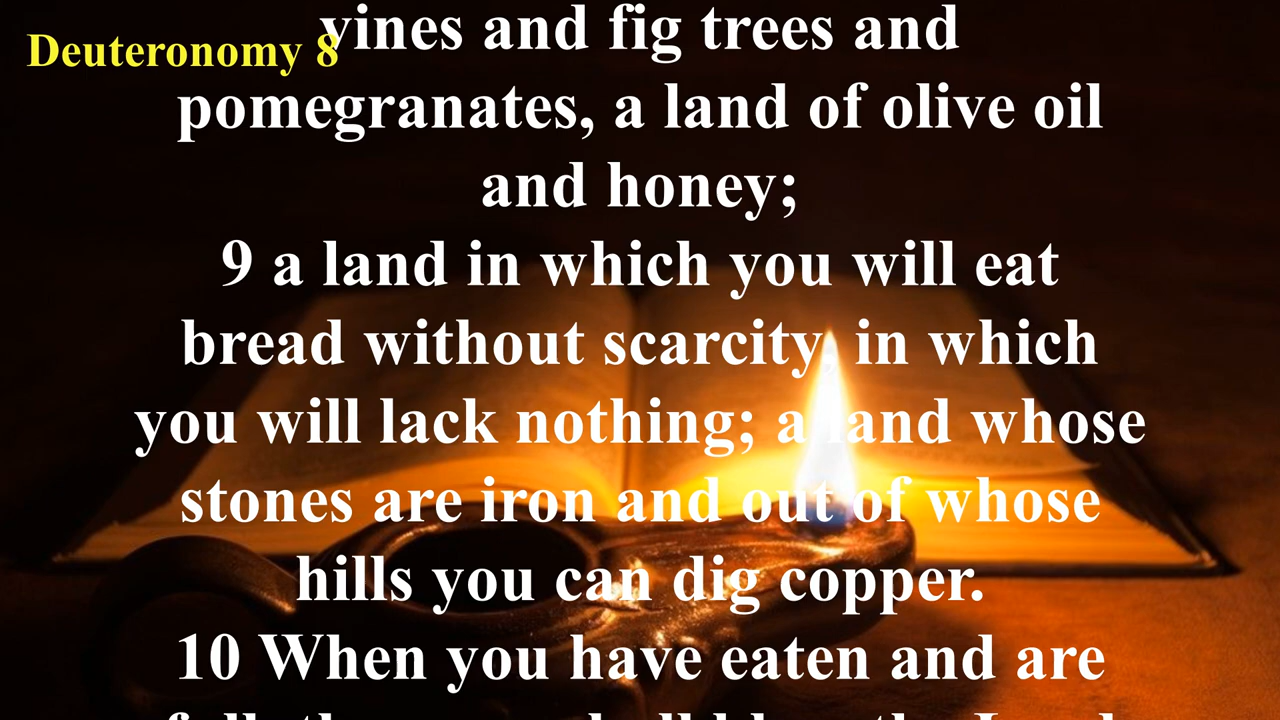 Deuteronomy 8
vines and fig trees and
pomegranates, a land of olive oil
and honey;
9 a land in which you will eat
bread without scarcity, in which
you will lack nothing; a land whose
stones are iron and out of whose
hills you can dig copper.
10 When you have eaten and are